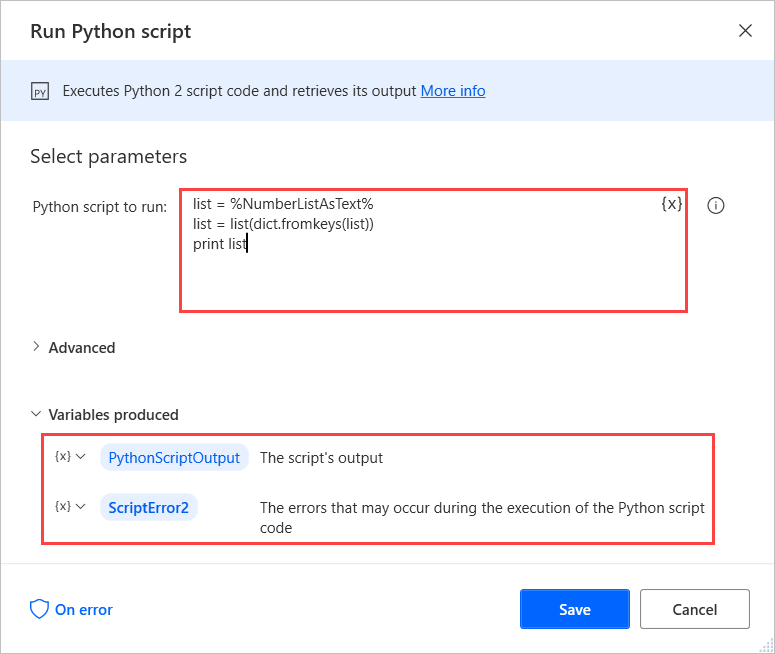 Run Python script
PY Executes Python 2 script code and retrieves its output More info
Select parameters
Python script to run:
list = %NumberListAsText%
{x}
list = list(dict.fromkeys(list))
print list
Advanced
Variables produced
{x} PythonScriptOutput The script's output
{x} ScriptError2 The errors that may occur during the execution of the Python script
code
On error
Save
Cancel